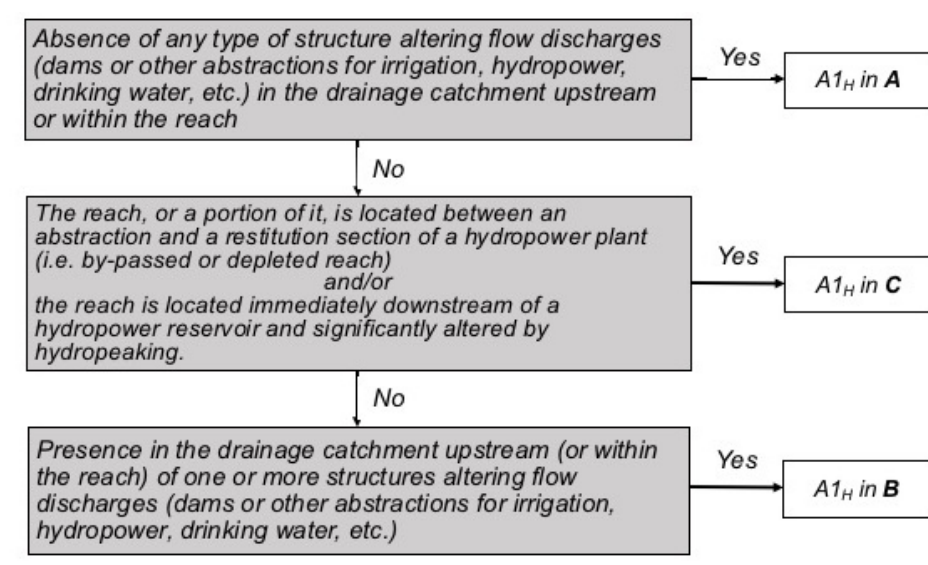 Absence of any type of structure altering flow discharges
(dams or other abstractions for irrigation, hydropower,
drinking water, etc.) in the drainage catchment upstream
or within the reach
Yes
A1H in A
No
The reach, or a portion of it, is located between an
abstraction and a restitution section of a hydropower plant
(i.e. by-passed or depleted reach)
and/or
the reach is located immediately downstream of a
hydropower reservoir and significantly altered by
hydropeaking.
Yes
A1H in C
No
Presence in the drainage catchment upstream (or within
the reach) of one or more structures altering flow
discharges (dams or other abstractions for irrigation,
hydropower, drinking water, etc.)
Yes
A1H in B